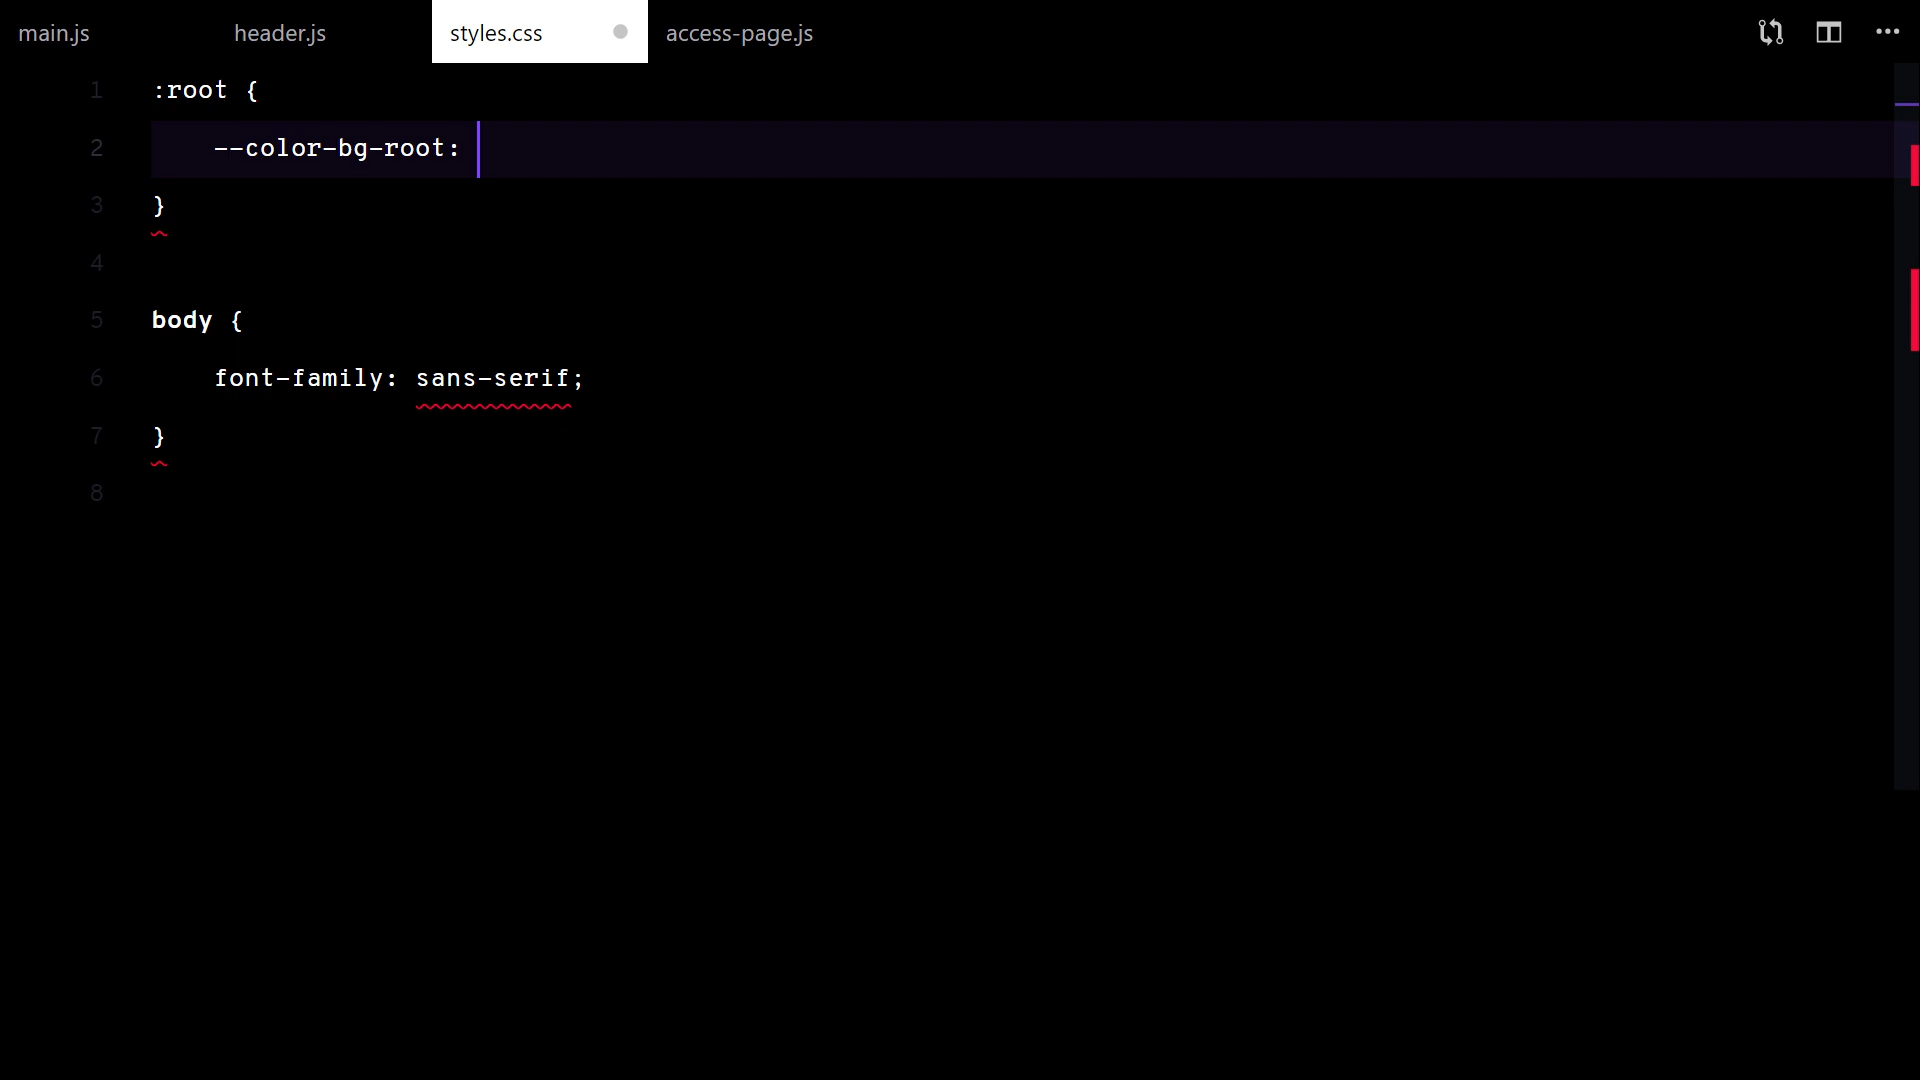 main.js header.js styles.css access-page.js
1 :root {
2 --color-bg-root:
3 }
4
5 body {
6 font-family: sans-serif;
7 }
8